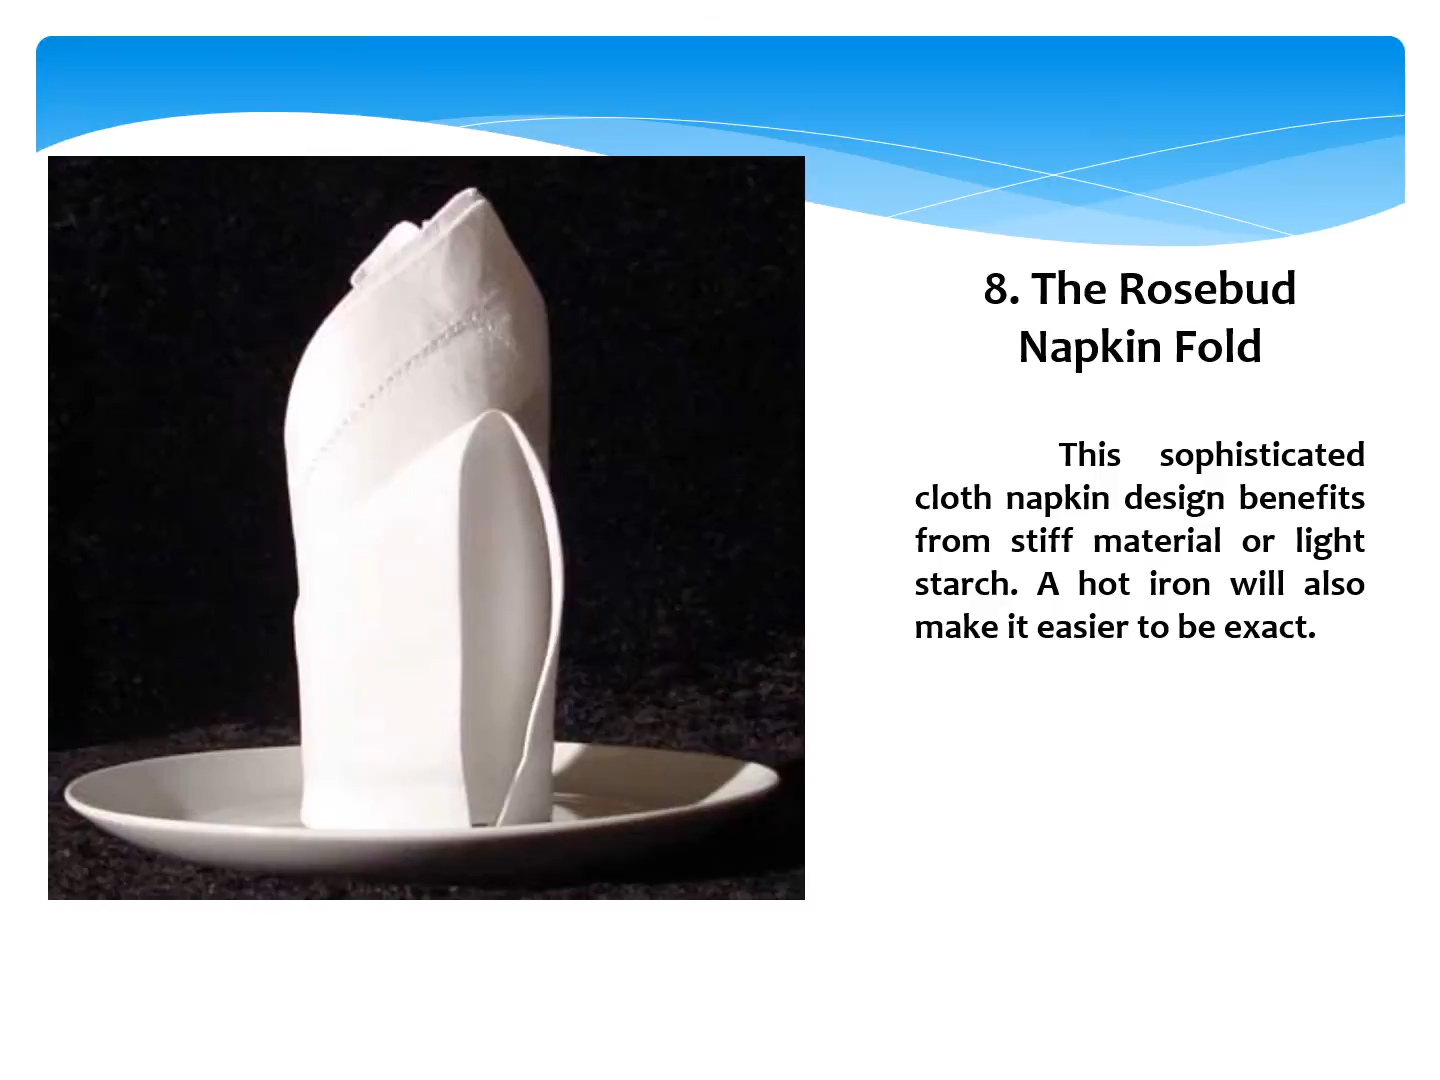 8. The Rosebud
Napkin Fold
This sophisticated
cloth napkin design benefits
from stiff material or light
starch. A hot iron will also
make it easier to be exact.